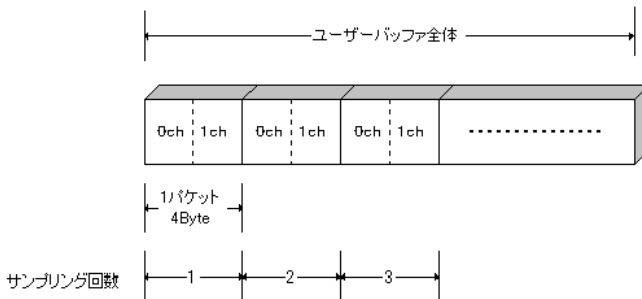 ユーザーバッファ全体
0ch 1ch 0ch 1ch 0ch 1ch
1パケット
4Byte
サンプリング回数 1 2 3